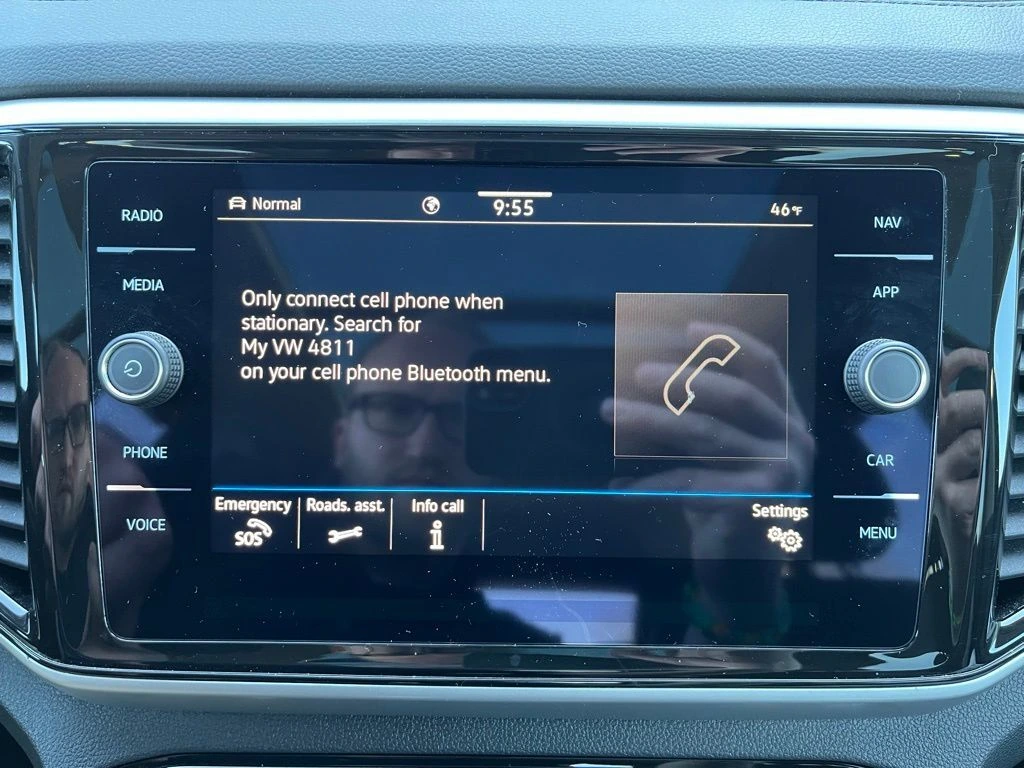 RADIO
MEDIA
PHONE
VOICE
Normal
9:55
46°F
Only connect cell phone when
stationary. Search for
My VW 4811
on your cell phone Bluetooth menu.
Emergency
SOS
Roads. asst.
Info call
i
Settings
NAV
APP
CAR
MENU